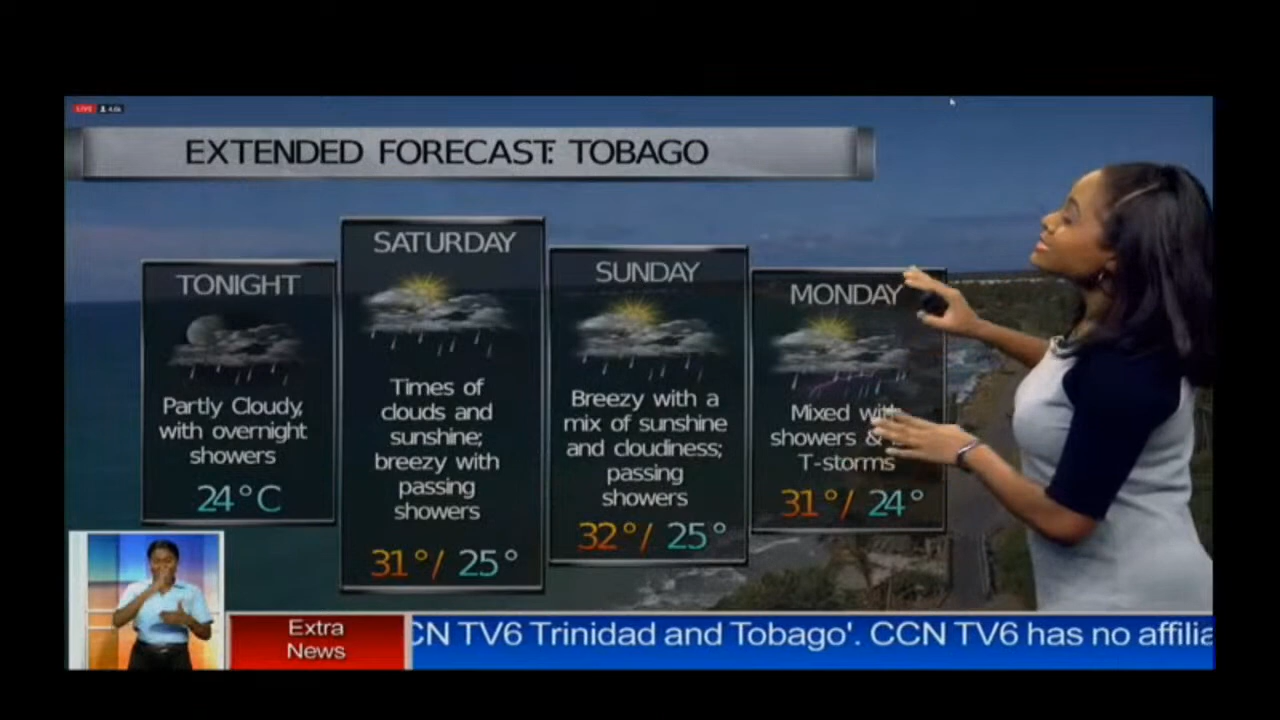 LIVE
EXTENDED FORECAST: TOBAGO
TONIGHT
Partly Cloudy,
with overnight
showers
24°C
SATURDAY
Times of
clouds and
sunshine;
breezy with
passing
showers
31°/ 25°
SUNDAY
Breezy with a
mix of sunshine
and cloudiness;
passing
showers
32°/ 25°
MONDAY
Mixed with
showers &
T-storms
31°/ 24°
Extra
News
CN TV6 Trinidad and Tobago'. CCN TV6 has no affilia